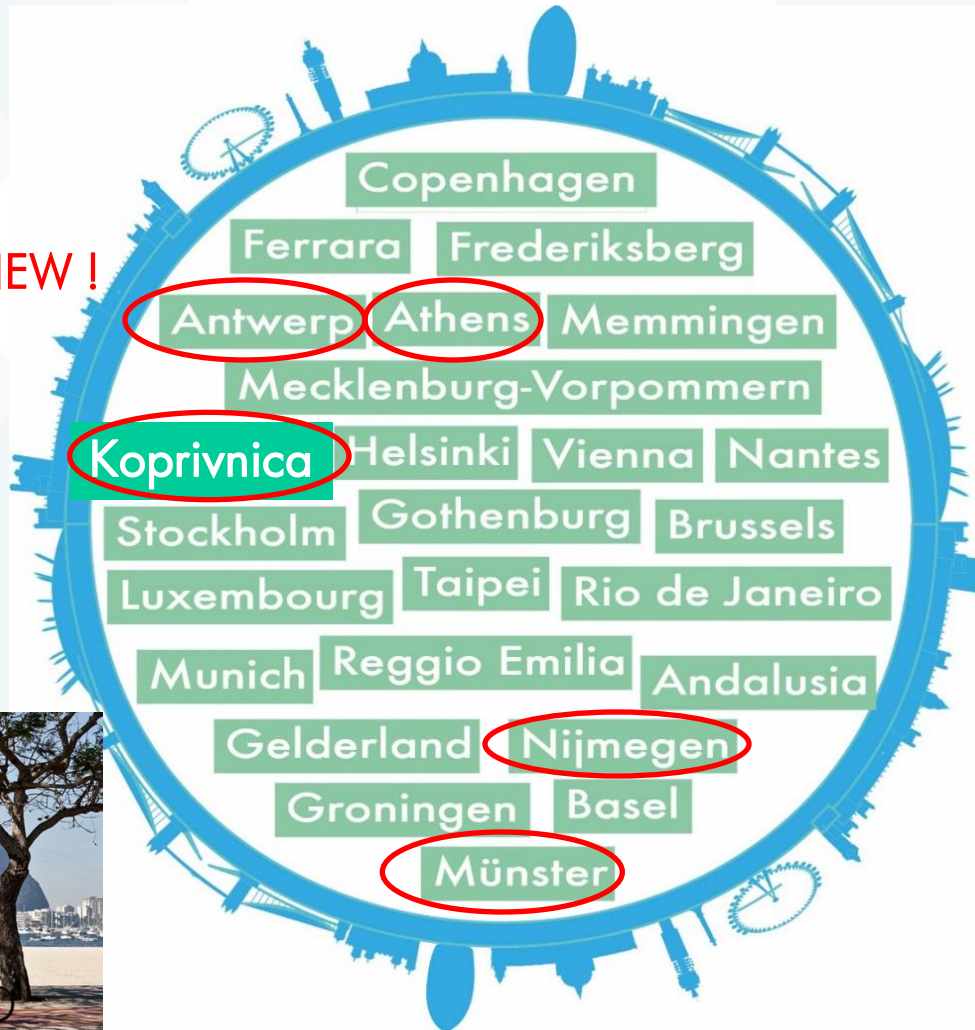 Copenhagen
Ferrara Frederiksberg
NEW !
Antwerp Athens Memmingen
Mecklenburg-Vorpommern
Koprivnica Helsinki Vienna Nantes
Stockholm Gothenburg Brussels
Luxembourg Taipei Rio de Janeiro
Munich Reggio Emilia Andalusia
Gelderland Nijmegen
Groningen Basel
Münster